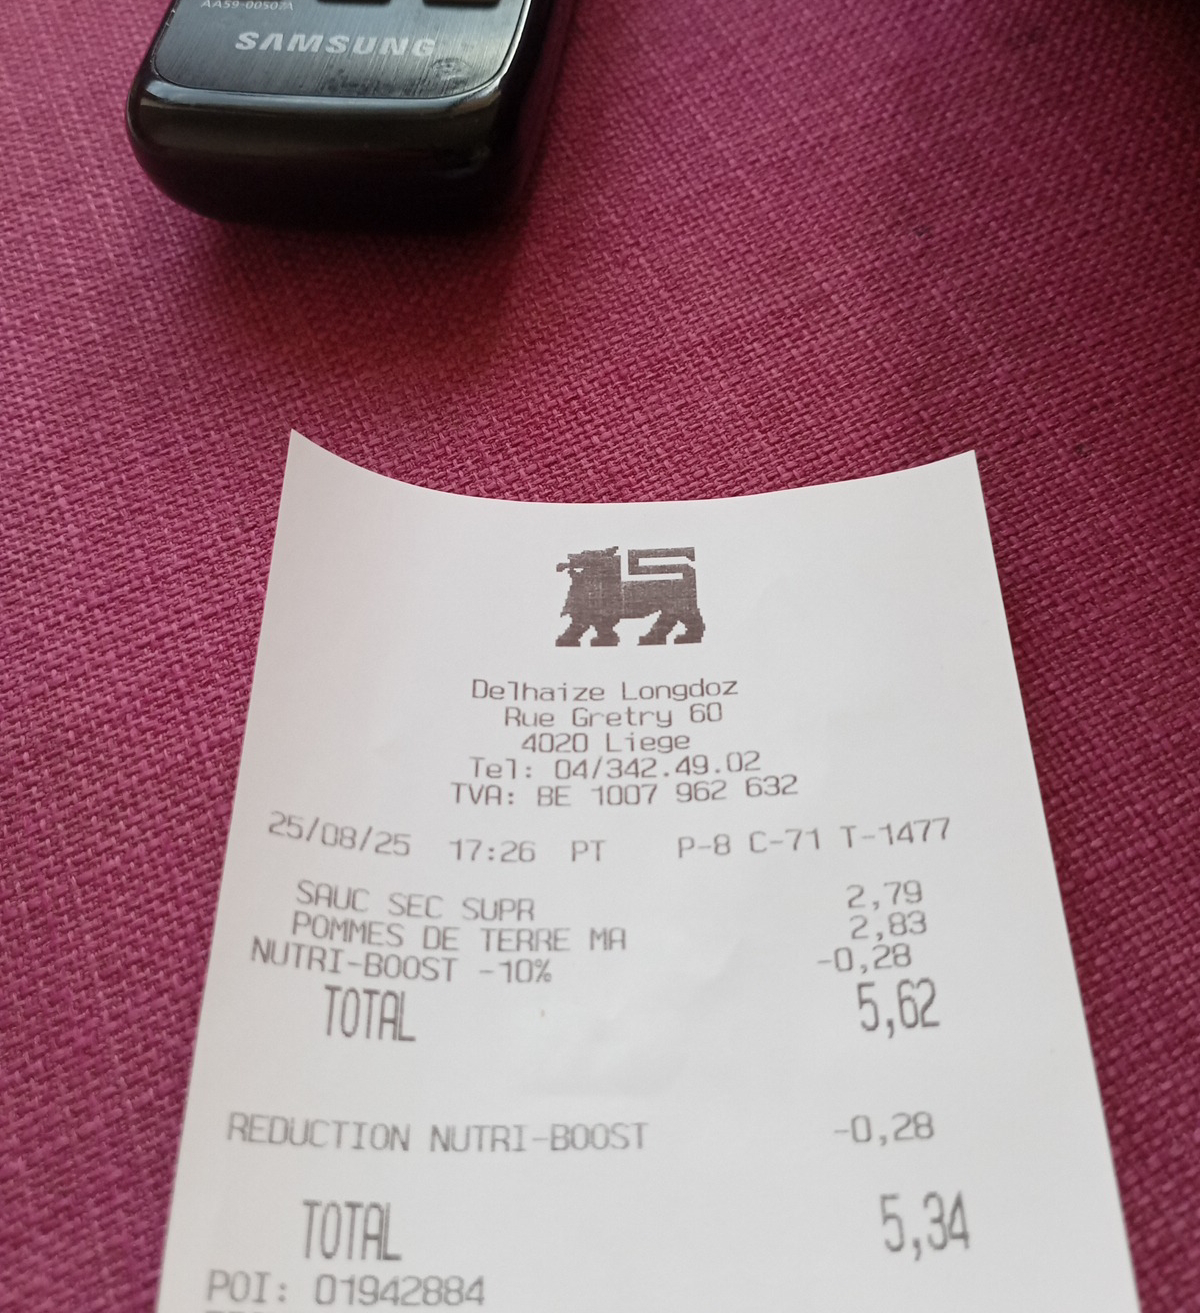 AA59-00507A
SAMSUNG
Delhaize Longdoz
Rue Gretry 60
4020 Liege
Tel: 04/342.49.02
TVA: BE 1007 962 632
25/08/25 17:26 PT P-8 C-71 T-1477
SAUC SEC SUPR 2,79
POMMES DE TERRE MA 2,83
NUTRI-BOOST -10% -0,28
TOTAL 5,62
REDUCTION NUTRI-BOOST -0,28
TOTAL 5,34
POI: 01942884